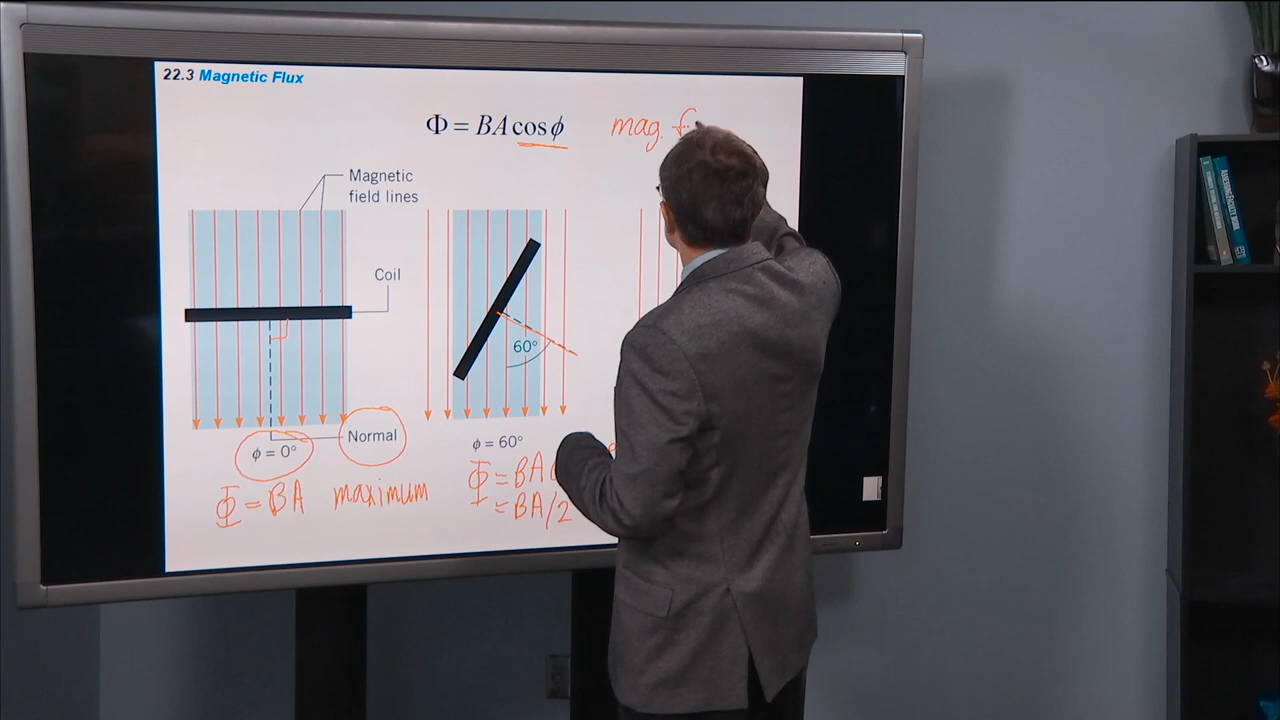 22.3 Magnetic Flux
Φ = BA cos ϕ mag. f
Magnetic
field lines
Coil
60°
Normal
ϕ = 0°
ϕ = 60°
Φ = BA maximum
Φ = BA
= BA/2